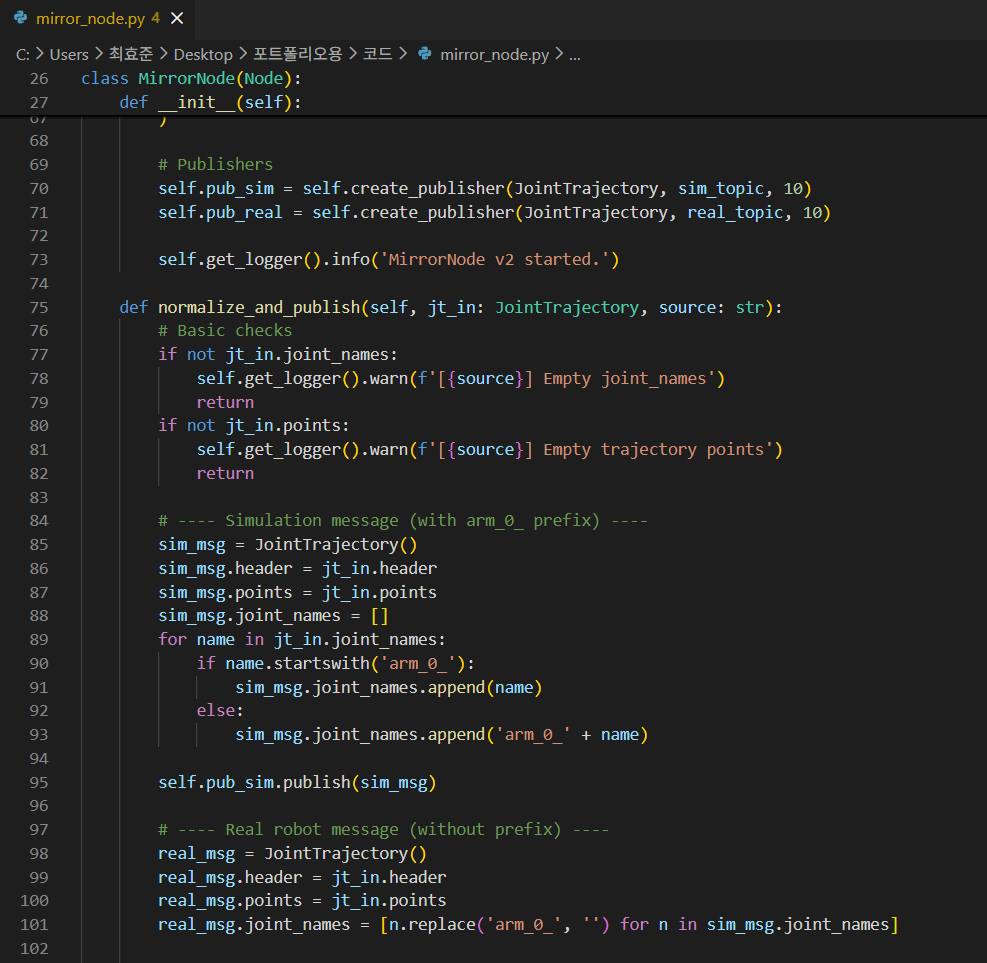 mirror_node.py 4 ×
C: > Users > 최효준 > Desktop > 포트폴리오용 > 코드 > mirror_node.py > ...
26 class MirrorNode(Node):
27     def __init__(self):
67         )
68
69         # Publishers
70         self.pub_sim = self.create_publisher(JointTrajectory, sim_topic, 10)
71         self.pub_real = self.create_publisher(JointTrajectory, real_topic, 10)
72
73         self.get_logger().info('MirrorNode v2 started.')
74
75     def normalize_and_publish(self, jt_in: JointTrajectory, source: str):
76         # Basic checks
77         if not jt_in.joint_names:
78             self.get_logger().warn(f'[{source}] Empty joint_names')
79             return
80         if not jt_in.points:
81             self.get_logger().warn(f'[{source}] Empty trajectory points')
82             return
83
84         # ---- Simulation message (with arm_0_ prefix) ----
85         sim_msg = JointTrajectory()
86         sim_msg.header = jt_in.header
87         sim_msg.points = jt_in.points
88         sim_msg.joint_names = []
89         for name in jt_in.joint_names:
90             if name.startswith('arm_0_'):
91                 sim_msg.joint_names.append(name)
92             else:
93                 sim_msg.joint_names.append('arm_0_' + name)
94
95         self.pub_sim.publish(sim_msg)
96
97         # ---- Real robot message (without prefix) ----
98         real_msg = JointTrajectory()
99         real_msg.header = jt_in.header
100         real_msg.points = jt_in.points
101         real_msg.joint_names = [n.replace('arm_0_', '') for n in sim_msg.joint_names]
102